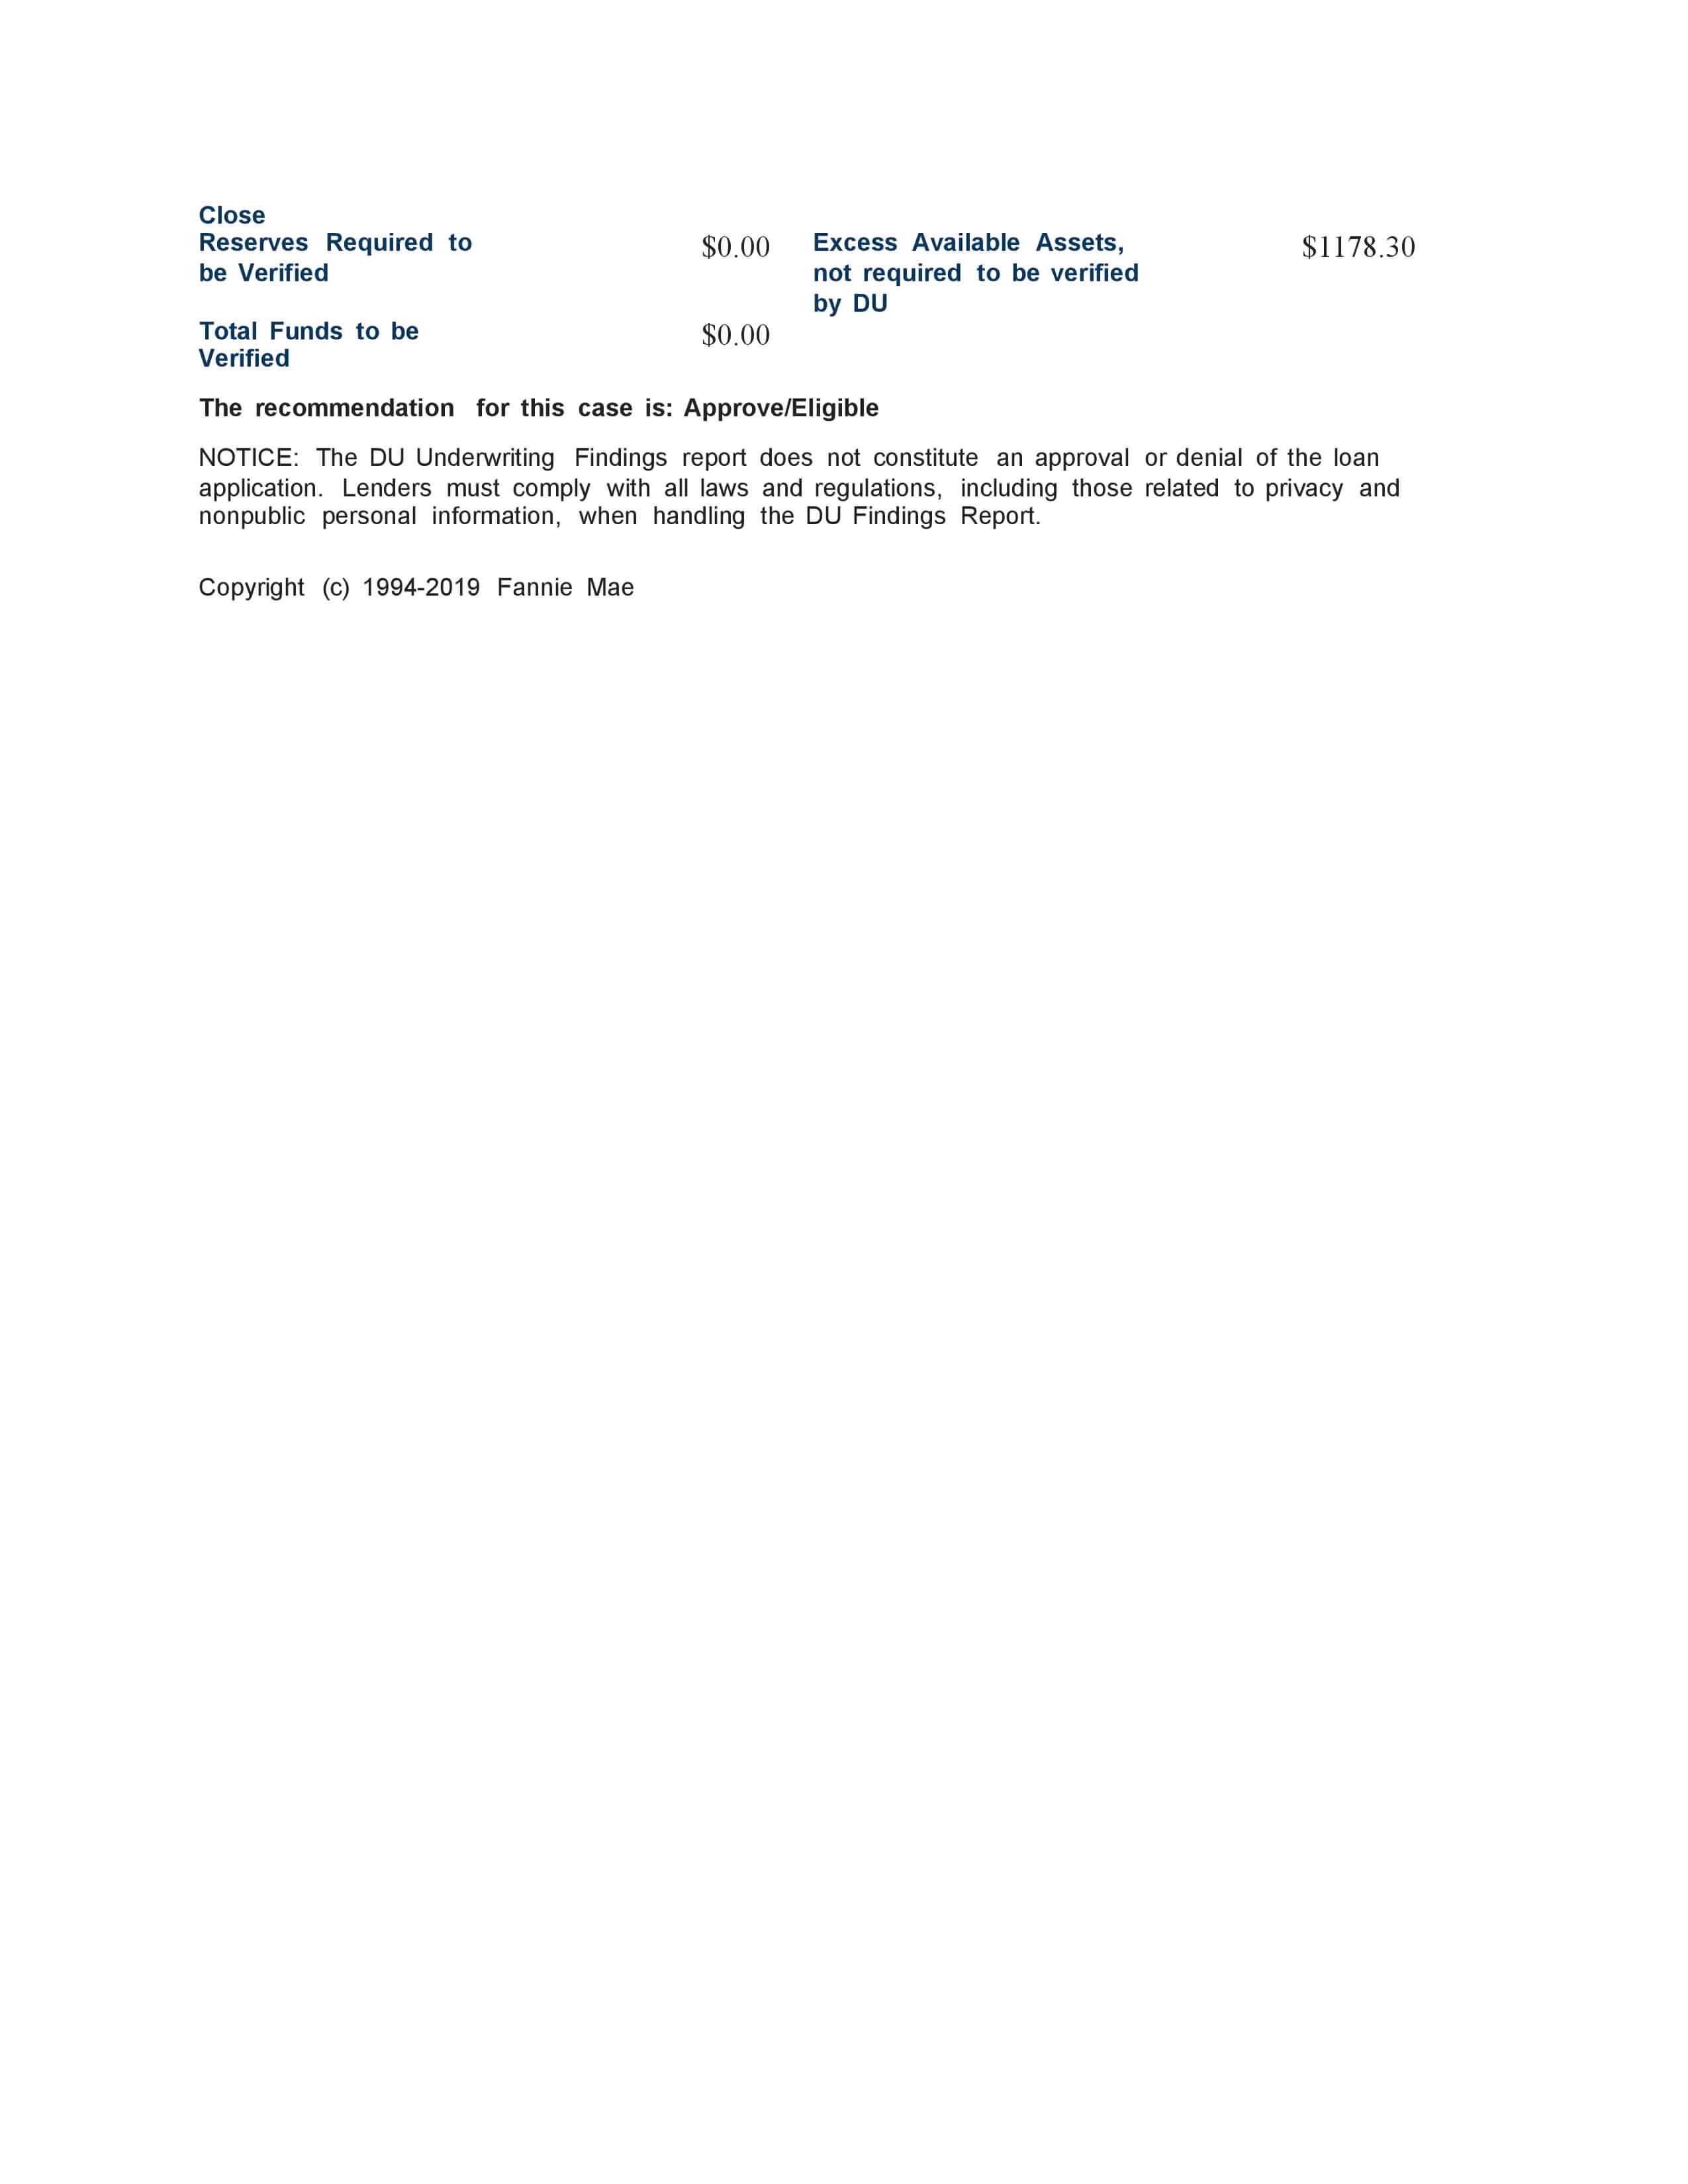 Close
Reserves Required to $0.00 Excess Available Assets, $1178.30
be Verified not required to be verified
by DU
Total Funds to be $0.00
Verified
The recommendation for this case is: Approve/Eligible
NOTICE: The DU Underwriting Findings report does not constitute an approval or denial of the loan
application. Lenders must comply with all laws and regulations, including those related to privacy and
nonpublic personal information, when handling the DU Findings Report.
Copyright (c) 1994-2019 Fannie Mae